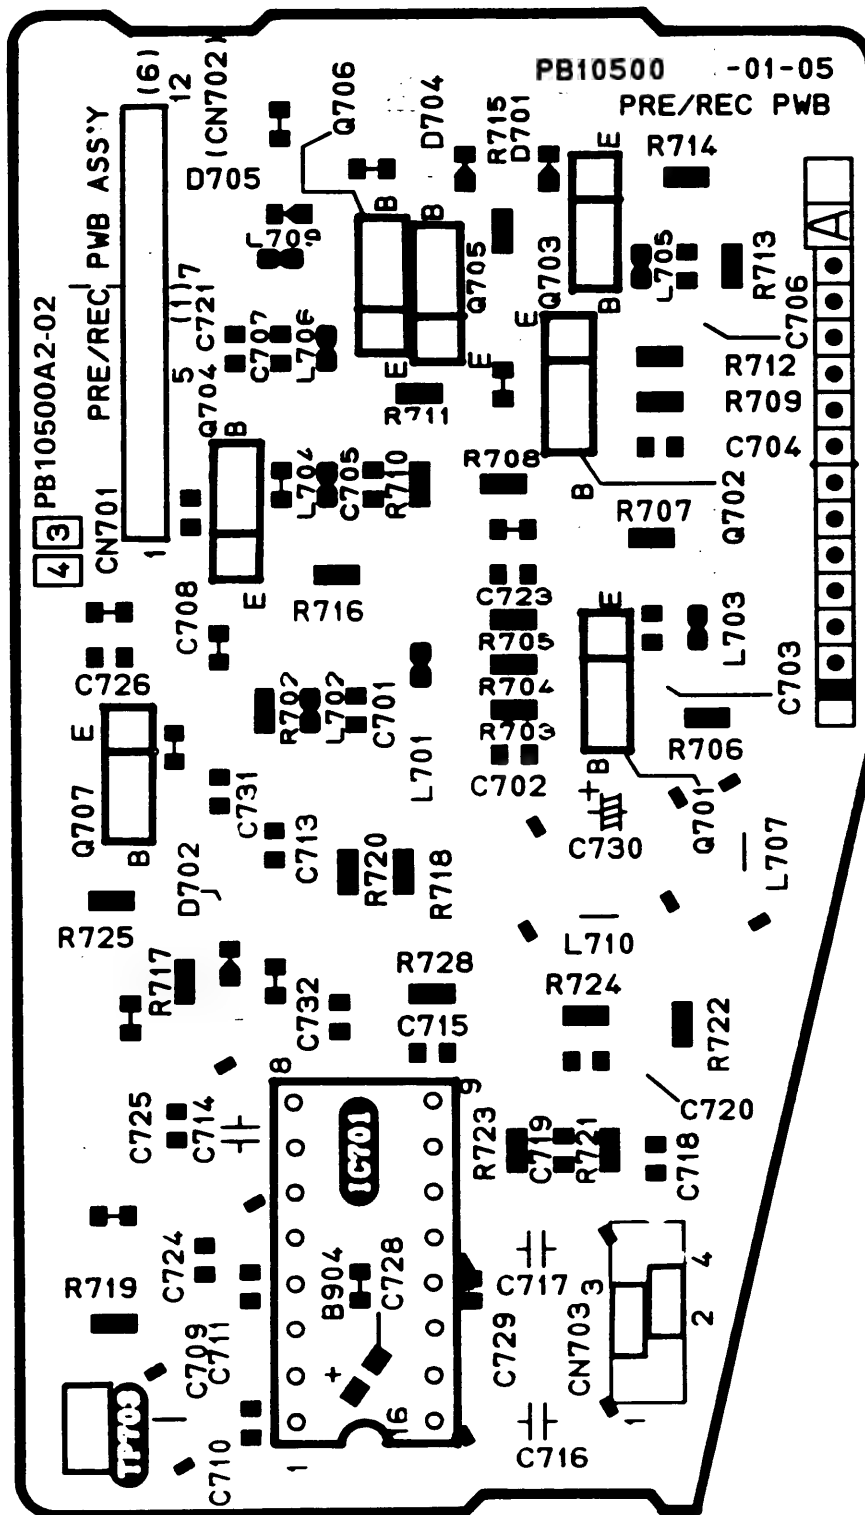 PB10500 -01-05
PRE/REC PWB
(6)
12
(CN702)
Q706
D704
R715
D701
E
R714
A
PB10500A2-02
PRE/REC PWB ASS'Y
D705
B
B
Q705
Q703
L705
R713
C706
(1)7
C721
C707
L706
B
E
5
Q704
B
E
E
R711
R712
R709
C704
R708
B
Q702
R707
4 3
CN701
1
L704
C705
R710
E
R716
C708
C723
R705
R704
R703
C702
E
L703
C703
R706
B
C726
E
R702
L702
C701
L701
Q707
B
C731
C713
R720
R718
+
C730
Q701
L707
D702
R725
L710
R717
C732
R728
C715
R724
R722
C720
8
9
C725
C714
IC701
R723
C719
R721
C718
C724
R719
B904
C728
C717
C729
CN703
3
4
2
1
C709
C711
+
TP703
C710
1
16
C716